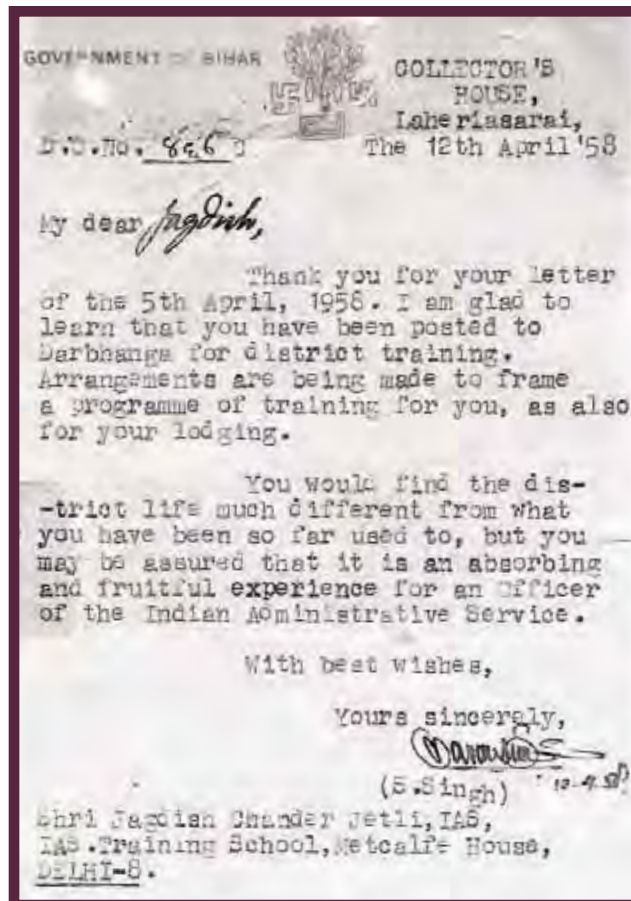 GOVERNMENT OF BIHAR
COLLECTOR'S
HOUSE,
Laheriasarai,
D.O.No. 896 C
The 12th April '58
My dear Jagdish,
Thank you for your letter
of the 5th April, 1958. I am glad to
learn that you have been posted to
Darbhanga for district training.
Arrangements are being made to frame
a programme of training for you, as also
for your lodging.
You would find the dis-
-trict life much different from what
you have been so far used to, but you
may be assured that it is an absorbing
and fruitful experience for an Officer
of the Indian Administrative Service.
With best wishes,
Yours sincerely,
(S.Singh) 12-4-58
Shri Jagdish Chander Jetli,IAS,
IAS.Training School,Metcalfe House,
DELHI-8.